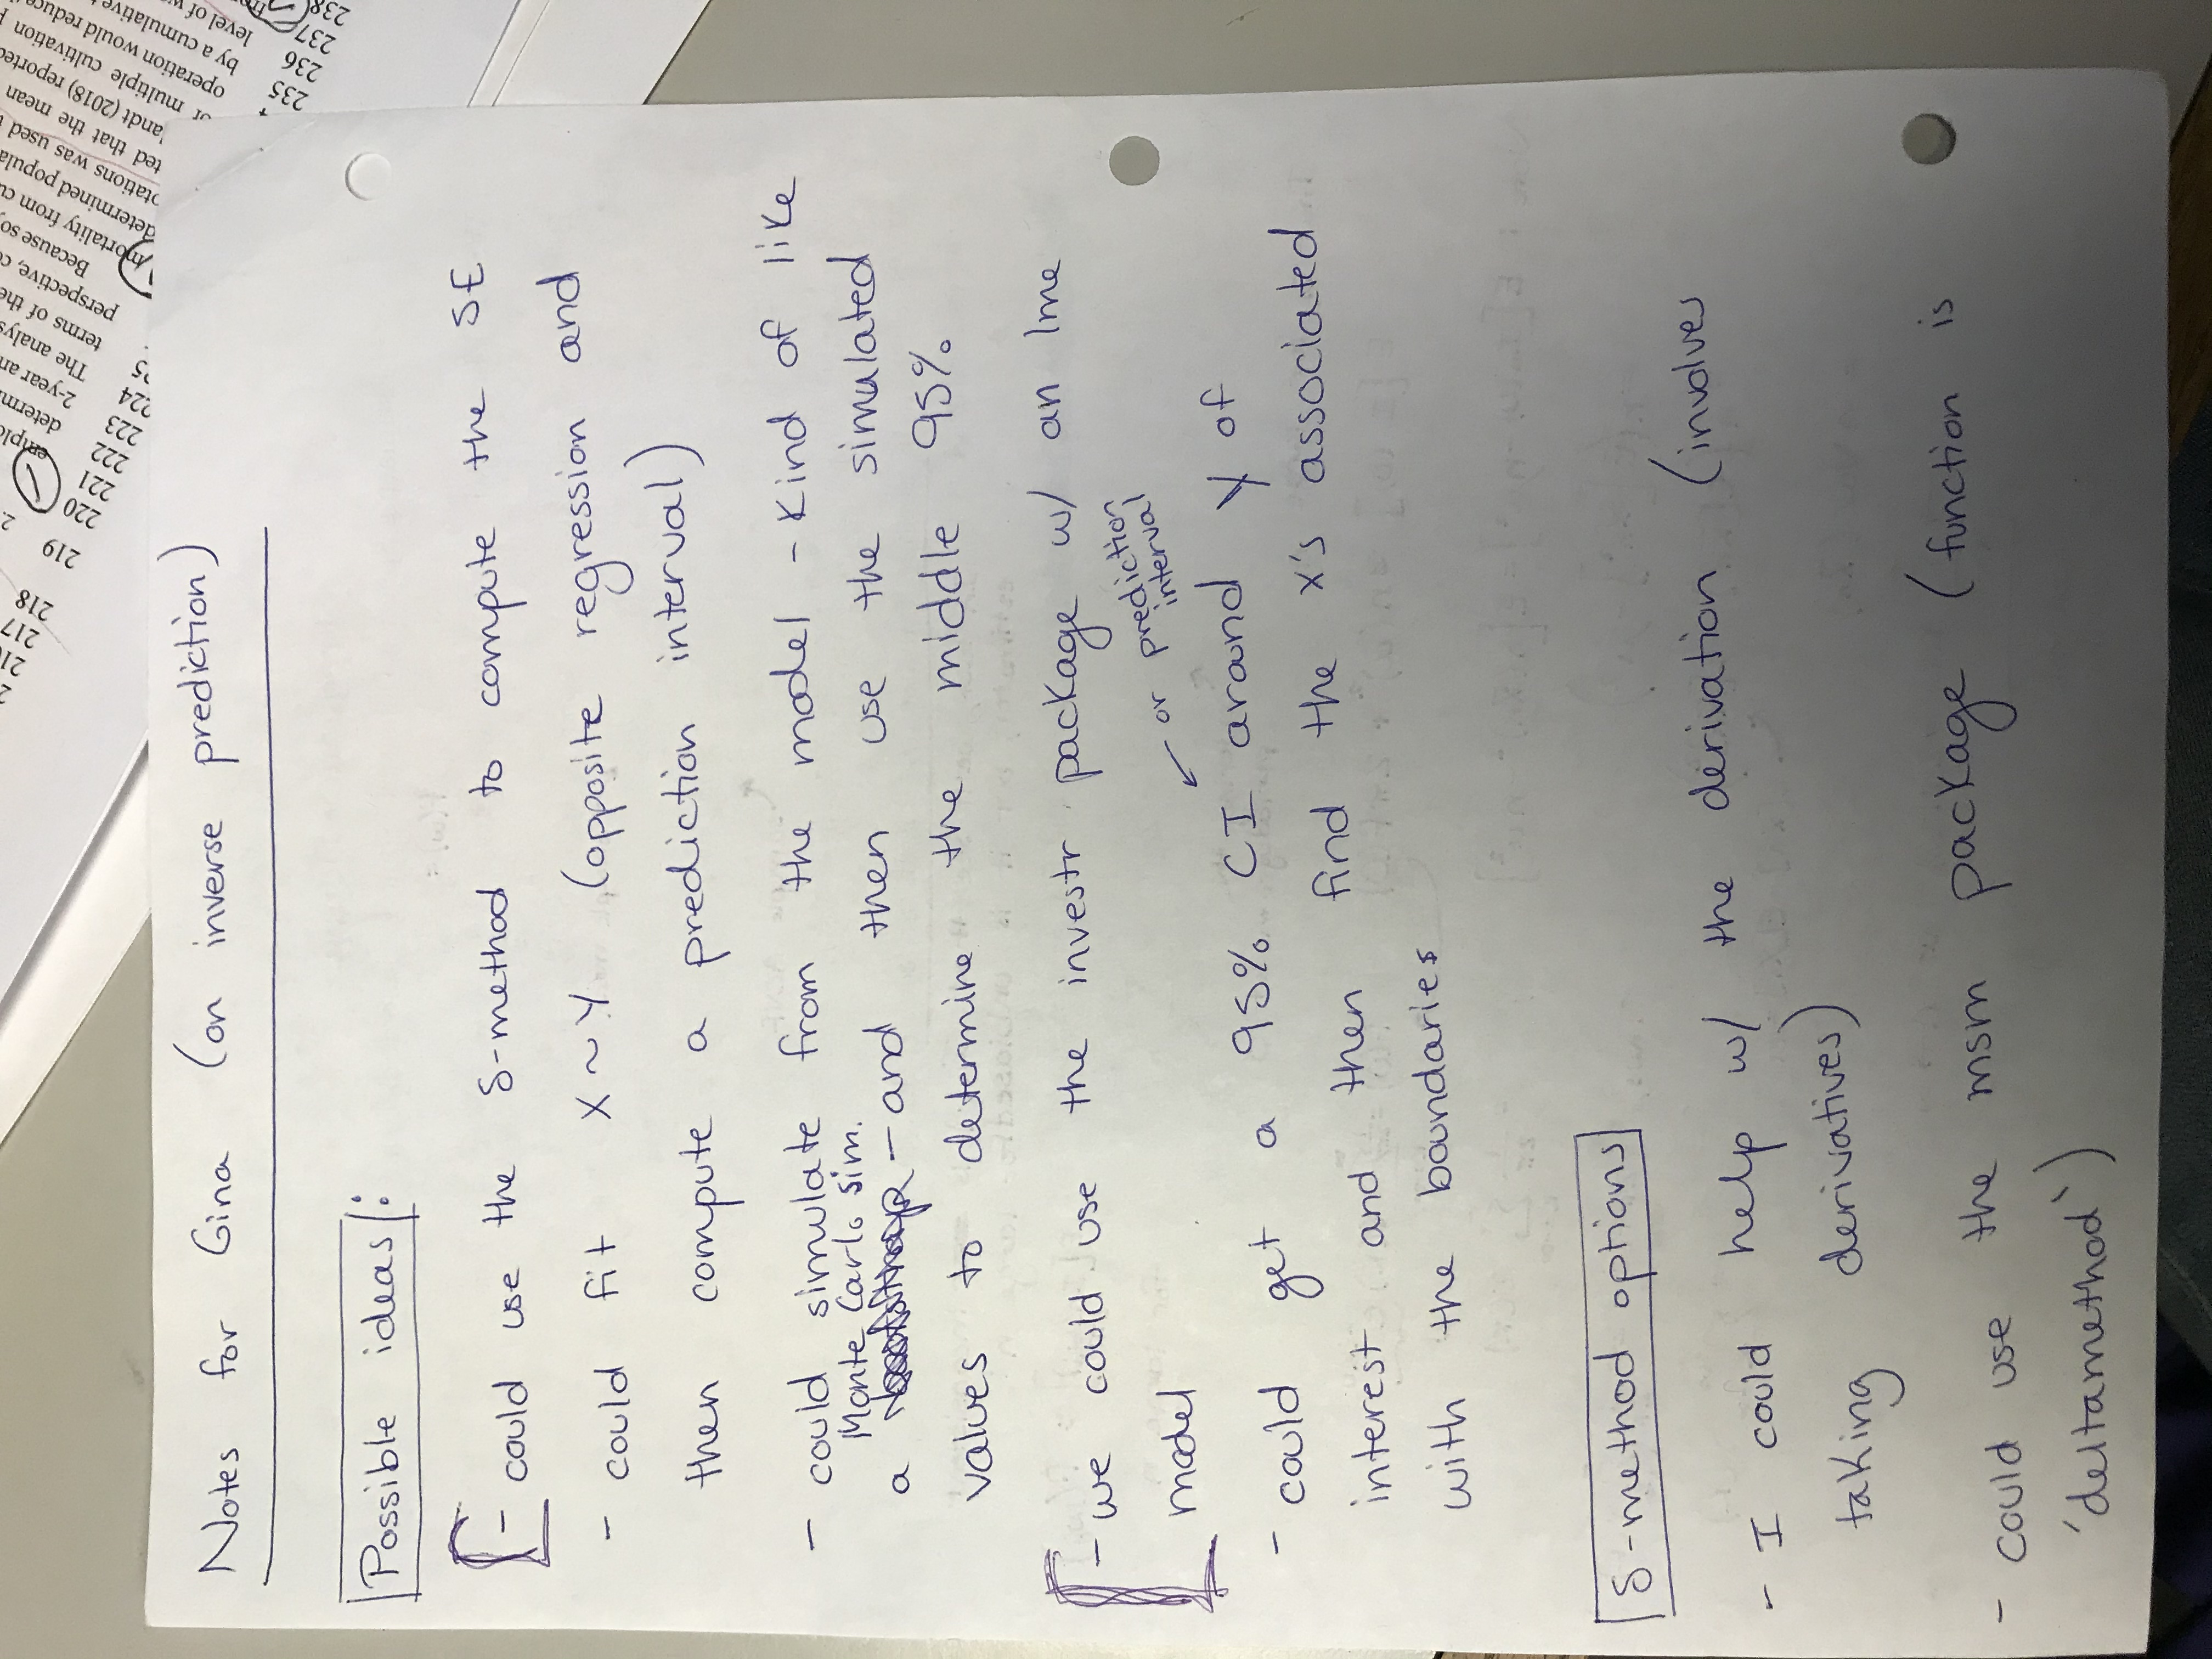 Notes for Gina (on inverse prediction)
Possible ideas:
- could use the δ-method to compute the SE
- could fit X ~ Y (opposite regression and
then compute a prediction interval)
- could simulate from the model - kind of like
Monte Carlo sim.
a - and then use the simulated
values to determine the middle 95%
- we could use the investr package w/ an lme
model
← or prediction
interval
- could get a 95% CI around y of
interest and then find the x's associated
with the boundaries
δ-method options
- I could help w/ the derivation (involves
taking derivatives)
- could use the msm package (function is
'deltamethod`)
217
218
219
220
221
222
223
224
determ
2-year an
The analys
terms of the
perspective, c
Because so
mortality from cu
determined popula
otations was used
ted that the mean
andt (2018) reported
or multiple cultivation
operation would reduce
by a cumulative
level of w
235
236
237
238